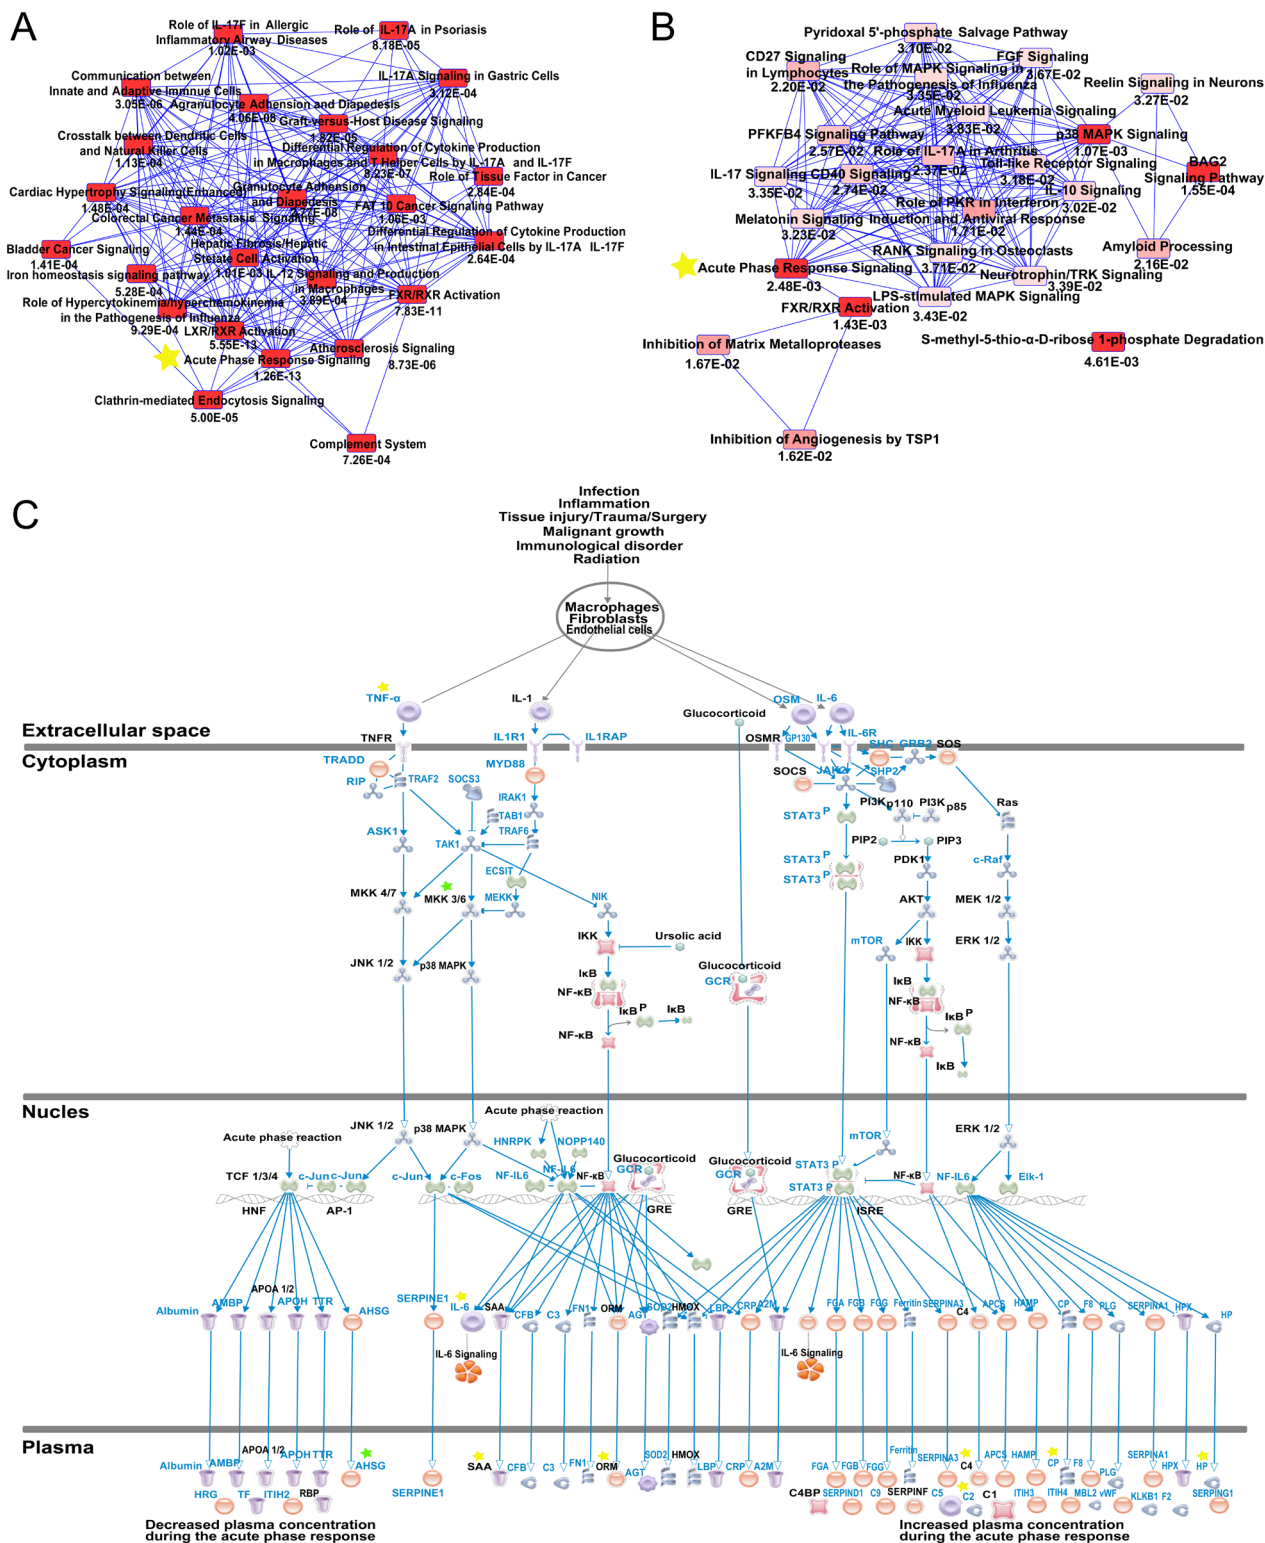 A
Role of IL-17F in Allergic
Inflammatory Airway Diseases
1.02E-03
Role of IL-17A in Psoriasis
8.18E-05
Communication between
Innate and Adaptive Immnue Cells
3.05E-06
IL-17A Signaling in Gastric Cells
3.12E-04
Agranulocyte Adhension and Diapedesis
4.06E-08
Graft-versus-Host Disease Signaling
1.82E-05
Crosstalk between Dendritic Cells
and Natural Killer Cells
1.13E-04
Differential Regulation of Cytokine Production
in Macrophages and T Helper Cells by IL-17A and IL-17F
8.23E-07
Role of Tissue Factor in Cancer
2.84E-04
Cardiac Hypertrophy Signaling(Enhanced)
1.48E-04
Granulocyte Adhension
and Diapedesis
2.77E-08
FAT 10 Cancer Signaling Pathway
1.06E-03
Colorectal Cancer Metastasis Signaling
1.44E-04
Differential Regulation of Cytokine Production
in Intestinal Epithelial Cells by IL-17A IL-17F
2.64E-04
Bladder Cancer Signaling
1.41E-04
Hepatic Fibrosis/Hepatic
Stelate Cell Activation
1.01E-03
Iron homeostasis signaling pathway
5.28E-04
IL-12 Signaling and Production
in Macrophages
3.89E-04
FXR/RXR Activation
7.83E-11
Role of Hypercytokinemia/hyperchemokinemia
in the Pathogenesis of Influenza
9.29E-04
LXR/RXR Activation
5.55E-13
Acute Phase Response Signaling
1.26E-13
Atherosclerosis Signaling
8.73E-06
Clathrin-mediated Endocytosis Signaling
5.00E-05
Complement System
7.26E-04
B
Pyridoxal 5'-phosphate Salvage Pathway
3.10E-02
CD27 Signaling
in Lymphocytes
2.20E-02
Role of MAPK Signaling in
the Pathogenesis of Influenza
3.35E-02
FGF Signaling
3.67E-02
Reelin Signaling in Neurons
3.27E-02
Acute Myeloid Leukemia Signaling
3.83E-02
PFKFB4 Signaling Pathway
2.57E-02
p38 MAPK Signaling
1.07E-03
Role of IL-17A in Arthritis
2.37E-02
Toll-like Receptor Signaling
3.18E-02
BAG2
Signaling Pathway
1.55E-04
IL-17 Signaling
3.35E-02
CD40 Signaling
2.74E-02
IL-10 Signaling
3.02E-02
Role of PKR in Interferon
Induction and Antiviral Response
1.71E-02
Melatonin Signaling
3.23E-02
Amyloid Processing
2.16E-02
RANK Signaling in Osteoclasts
3.71E-02
Acute Phase Response Signaling
2.48E-03
Neurotrophin/TRK Signaling
3.39E-02
LPS-stimulated MAPK Signaling
3.43E-02
FXR/RXR Activation
1.43E-03
Inhibition of Matrix Metalloproteases
1.67E-02
S-methyl-5-thio-α-D-ribose 1-phosphate Degradation
4.61E-03
Inhibition of Angiogenesis by TSP1
1.62E-02
C
Infection
Inflammation
Tissue injury/Trauma/Surgery
Malignant growth
Immunological disorder
Radiation
Macrophages
Fibroblasts
Endothelial cells
TNF-α
IL-1
Glucocorticoid
OSM
IL-6
Extracellular space
TNFR
IL1R1
IL1RAP
OSMR
GP130
IL-6R
SHC
GRB2
SOS
Cytoplasm
TRADD
RIP
TRAF2
SOCS3
MYD88
IRAK1
TAB1
TRAF6
SOCS
JAK2
SHP2
STAT3 P
PI3K p110
PI3K p85
Ras
ASK1
TAK1
ECSIT
PIP2
PIP3
STAT3 P
STAT3 P
PDK1
c-Raf
MKK 4/7
MKK 3/6
MEKK
NIK
AKT
MEK 1/2
IKK
Ursolic acid
mTOR
IKK
ERK 1/2
JNK 1/2
p38 MAPK
IκB
NF-κB
Glucocorticoid
GCR
IκB
NF-κB
IκB P
IκB
NF-κB
IκB P
NF-κB
IκB
Nucles
Acute phase reaction
JNK 1/2
p38 MAPK
Acute phase reaction
HNRPK
NOPP140
mTOR
ERK 1/2
TCF 1/3/4
c-Jun
c-Jun
c-Jun
c-Fos
NF-IL6
NF-IL6
NF-κB
Glucocorticoid
GCR
Glucocorticoid
GCR
STAT3 P
STAT3 P
NF-κB
NF-IL6
Elk-1
HNF
AP-1
GRE
GRE
ISRE
Albumin
AMBP
APOA 1/2
APOH
TTR
AHSG
SERPINE1
IL-6
SAA
CFB
C3
FN1
ORM
AGT
SOD2
HMOX
LBP
CRP
A2M
FGA
FGB
FGG
Ferritin
SERPINA3
C4
APCS
HAMP
CP
F8
PLG
SERPINA1
HPX
HP
IL-6 Signaling
IL-6 Signaling
Plasma
Albumin
AMBP
APOA 1/2
APOH
TTR
AHSG
SERPINE1
SAA
CFB
C3
FN1
ORM
AGT
SOD2
HMOX
LBP
CRP
A2M
FGA
FGB
FGG
Ferritin
SERPINA3
C4
APCS
HAMP
CP
F8
PLG
SERPINA1
HPX
HP
HRG
TF
ITIH2
RBP
C4BP
SERPIND1
C9
SERPINF
C5
C2
C1
ITIH3
ITIH4
MBL2
vWF
KLKB1
F2
SERPING1
Decreased plasma concentration
during the acute phase response
Increased plasma concentration
during the acute phase response